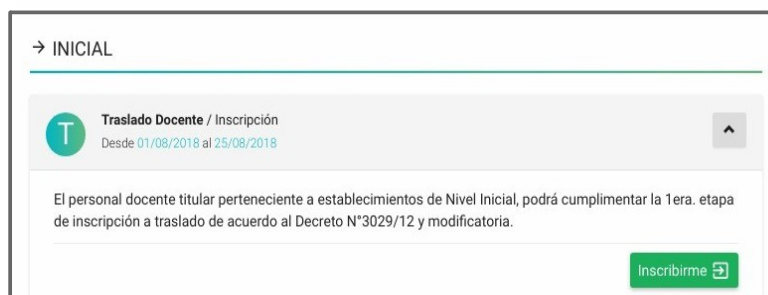 → INICIAL
T
Traslado Docente / Inscripción
Desde 01/08/2018 al 25/08/2018
El personal docente titular perteneciente a establecimientos de Nivel Inicial, podrá cumplimentar la 1era. etapa
de inscripción a traslado de acuerdo al Decreto N°3029/12 y modificatoria.
Inscribirme